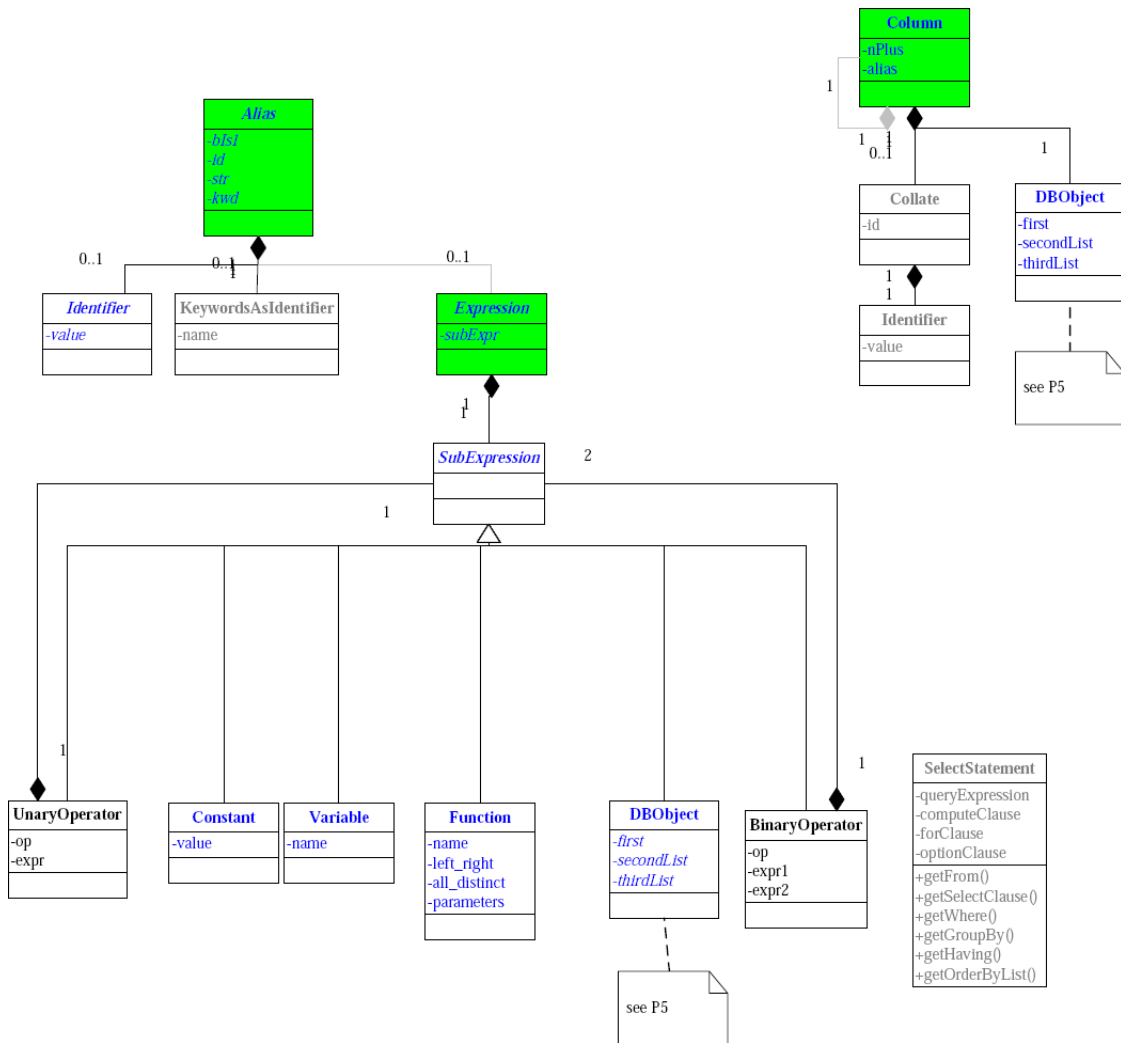 Column
-nPlus
-alias
1
1
1
1
0..1
1
Alias
-bIs1
-id
-str
-kwd
Collate
-id
DBObject
-first
-secondList
-thirdList
0..1
0..1
1
1
0..1
Identifier
-value
KeywordsAsIdentifier
-name
Expression
-subExpr
1
1
Identifier
-value
see P5
1
1
SubExpression
2
1
1
1
UnaryOperator
-op
-expr
Constant
-value
Variable
-name
Function
-name
-left_right
-all_distinct
-parameters
DBObject
-first
-secondList
-thirdList
BinaryOperator
-op
-expr1
-expr2
SelectStatement
-queryExpression
-computeClause
-forClause
-optionClause
+getFrom()
+getSelectClause()
+getWhere()
+getGroupBy()
+getHaving()
+getOrderByList()
see P5